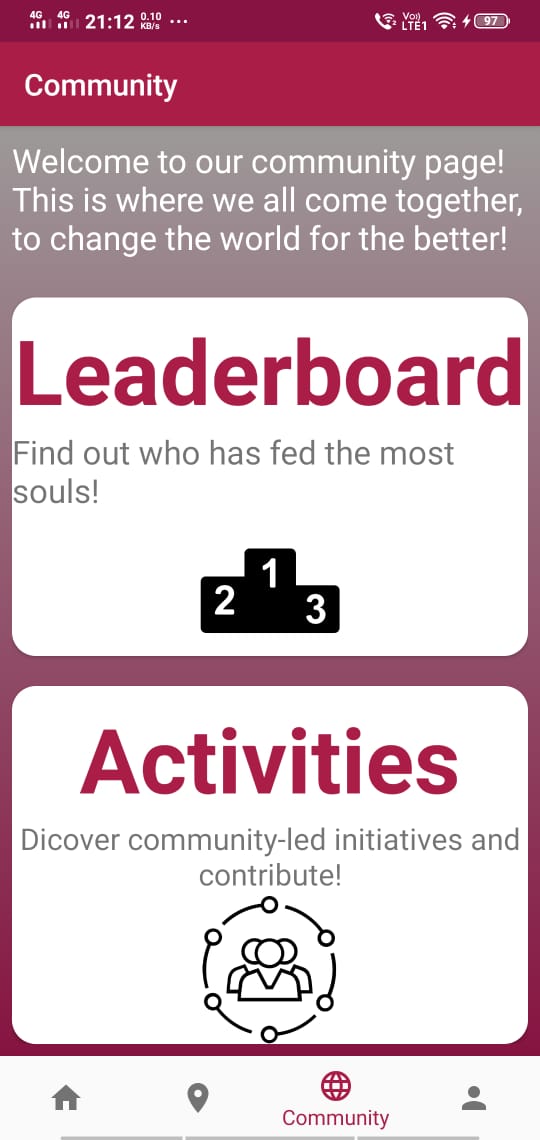 4G 4G 21:12 0.10 KB/s ... Vo)) LTE1 97
Community
Welcome to our community page!
This is where we all come together,
to change the world for the better!
Leaderboard
Find out who has fed the most
souls!
1
2
3
Activities
Dicover community-led initiatives and
contribute!
Community